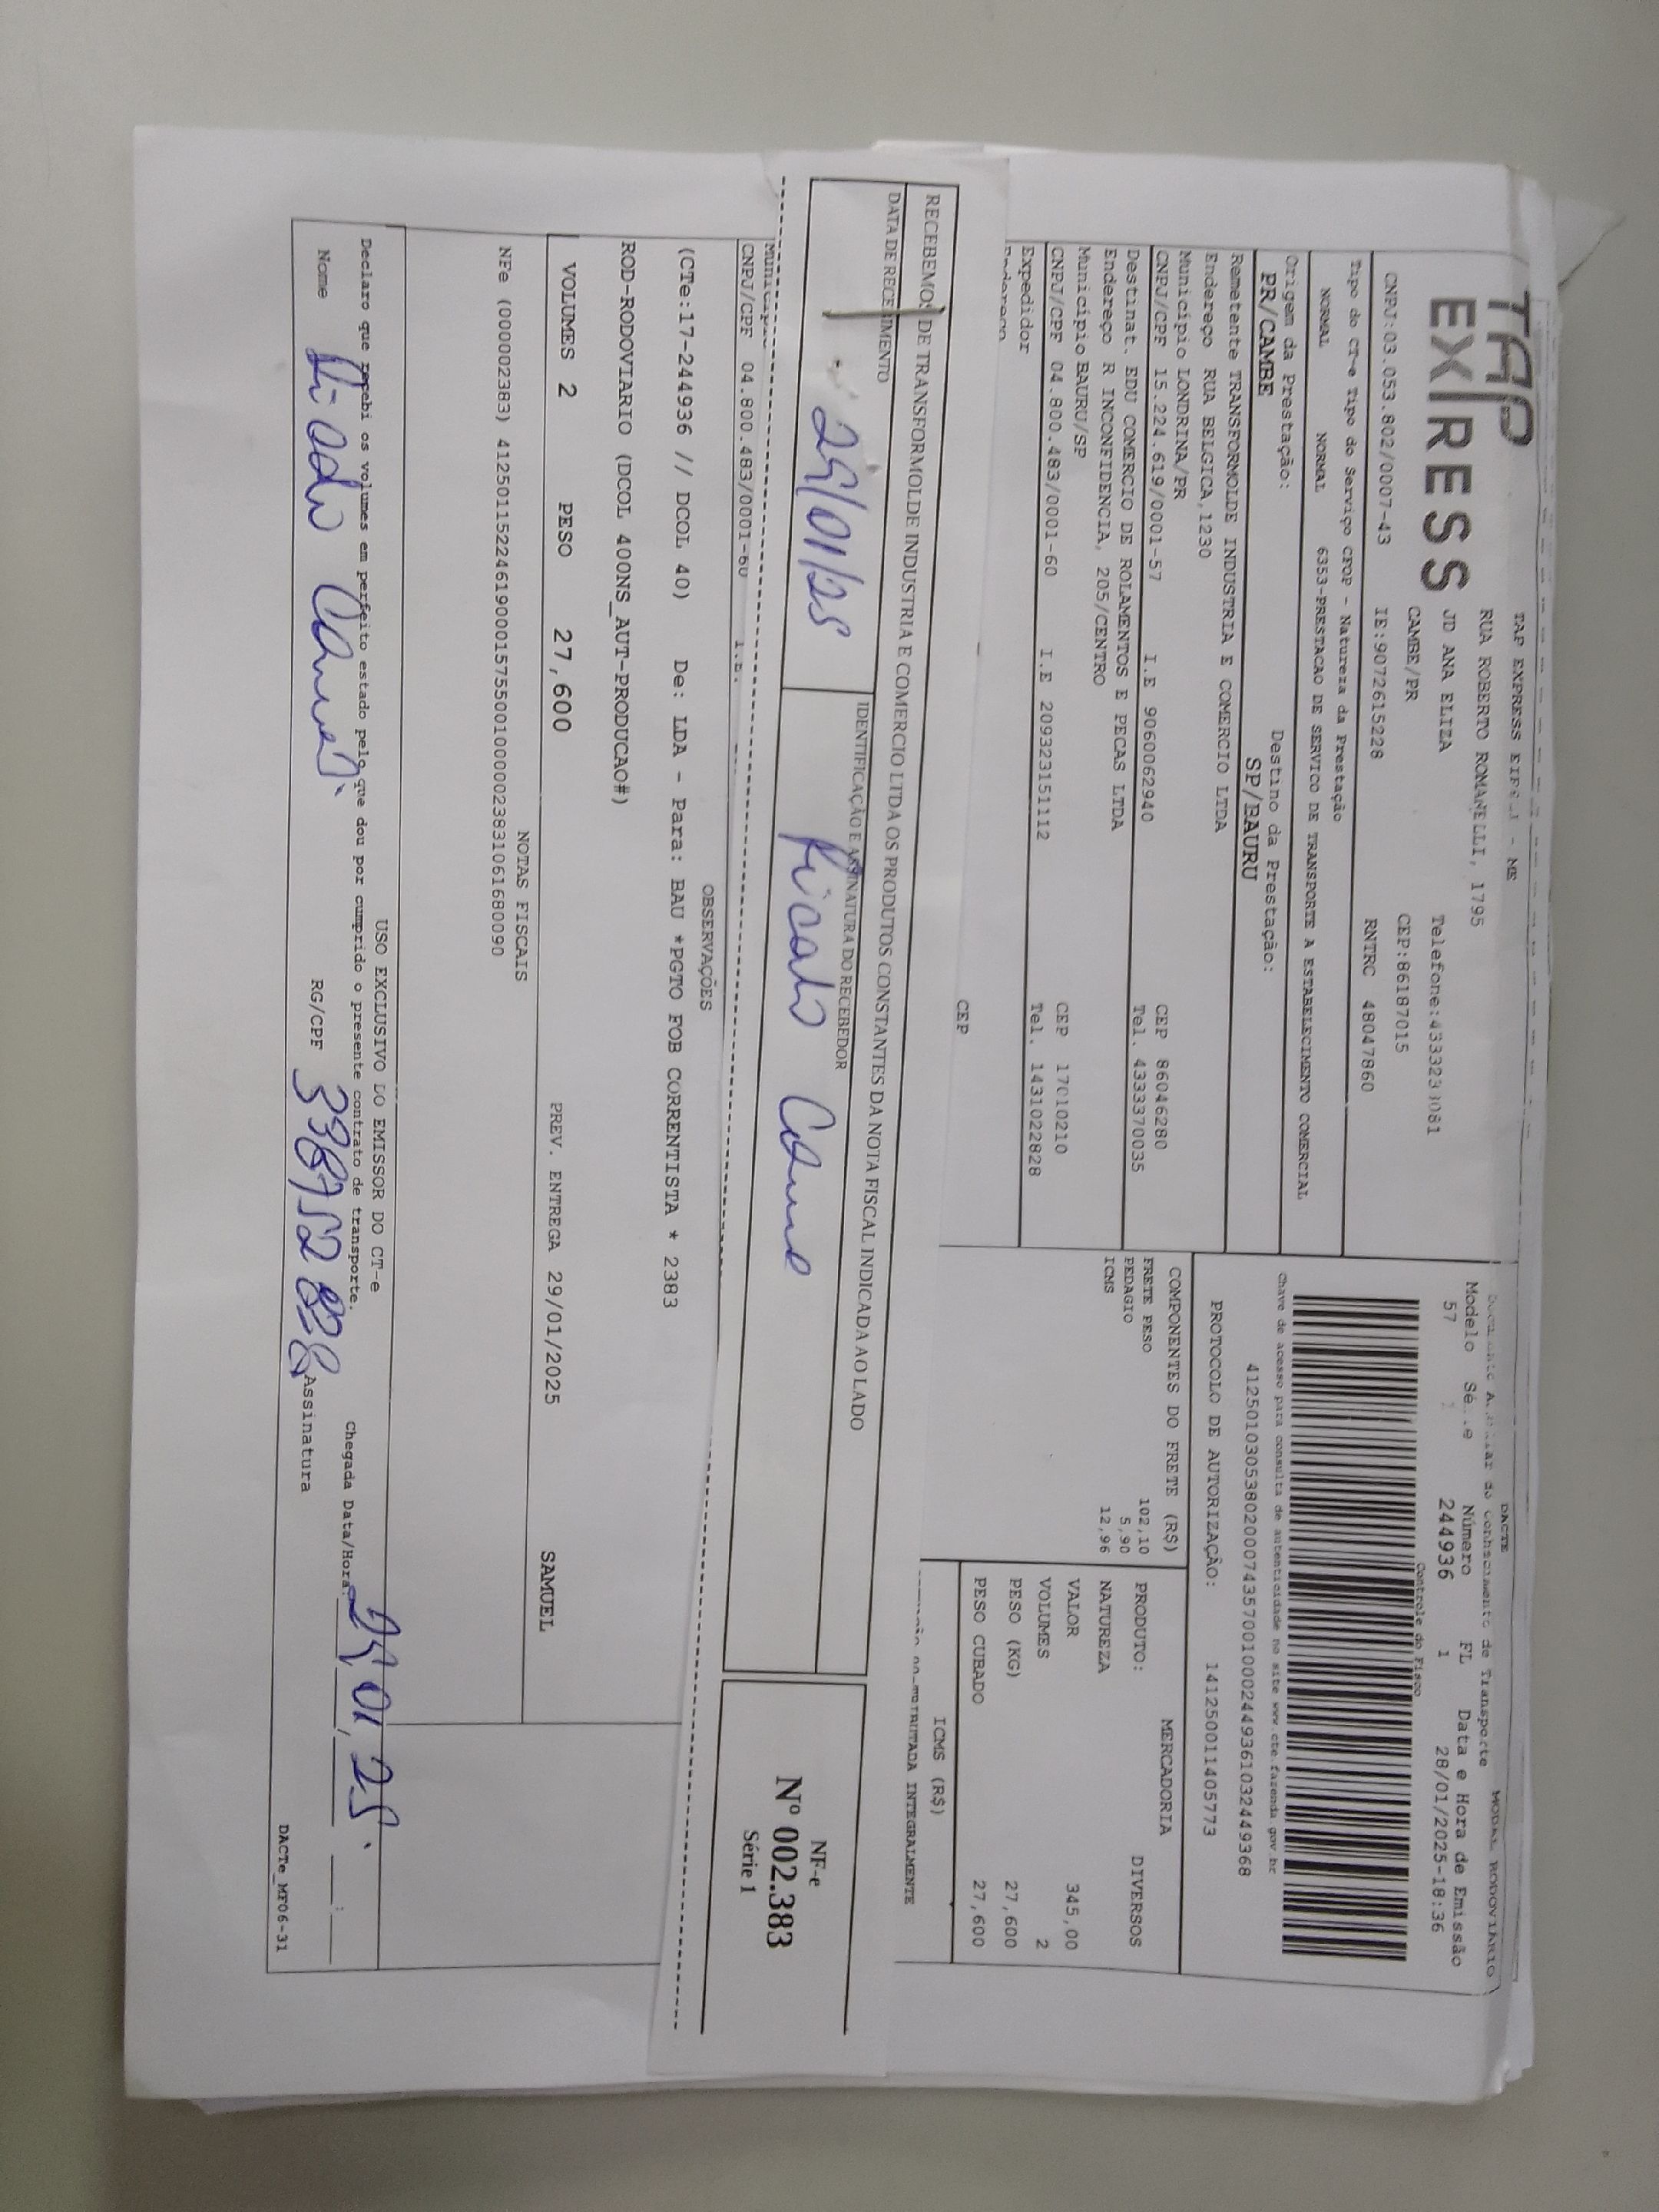 TAP
EXPRESS
TAP EXPRESS EIRELI - ME
RUA ROBERTO ROMANELLI, 1795
JD ANA ELIZA
CAMBE/PR
Telefone:4333233081
CEP:86187015
CNPJ:03.053.802/0007-43 IE:9072615228 RNTRC 48047860
DACTE
de Transporte
MODAL RODOVIARIO
Modelo Número FL Data e Hora de Emissão
57 244936 1 28/01/2025-18:36
Controle do Fisco
Tipo do CT-e Tipo do Serviço CFOP - Natureza da Prestação
NORMAL NORMAL 6353-PRESTACAO DE SERVICO DE TRANSPORTE A ESTABELECIMENTO COMERCIAL
Chave de acesso para consulta de autenticidade no site www.cte.fazenda.gov.br
41250103053802000743570010002449361032449368
Origem da Prestação: Destino da Prestação:
PR/CAMBE SP/BAURU
PROTOCOLO DE AUTORIZAÇÃO: 141250011405773
Remetente TRANSFORMOLDE INDUSTRIA E COMERCIO LTDA
Endereço RUA BELGICA,1230
Município LONDRINA/PR CEP 86046280
CNPJ/CPF 15.224.619/0001-57 I.E 9060062940 Tel. 4333370035
Destinat. EDU COMERCIO DE ROLAMENTOS E PECAS LTDA
Endereço R INCONFIDENCIA, 205/CENTRO
Município BAURU/SP CEP 17010210
CNPJ/CPF 04.800.483/0001-60 I.E 209323151112 Tel. 1431022828
Expedidor
Endereço
CEP
COMPONENTES DO FRETE (R$)
FRETE PESO 102,10
PEDAGIO 5,90
ICMS 12,96
MERCADORIA
PRODUTO: DIVERSOS
NATUREZA
VALOR 345,00
VOLUMES 2
PESO (KG) 27,600
PESO CUBADO 27,600
ICMS (R$)
INTEGRALMENTE
RECEBEMOS DE TRANSFORMOLDE INDUSTRIA E COMERCIO LTDA OS PRODUTOS CONSTANTES DA NOTA FISCAL INDICADA AO LADO
DATA DE RECEBIMENTO
IDENTIFICAÇÃO E ASSINATURA DO RECEBEDOR
29/01/25
NF-e
Nº 002.383
Série 1
CNPJ/CPF 04.800.483/0001-60 I.E.
OBSERVAÇÕES
(CTe:17-244936 // DCOL 40) De: LDA - Para: BAU *PGTO FOB CORRENTISTA * 2383
ROD-RODOVIARIO (DCOL 400NS_AUT-PRODUCAO#)
VOLUMES 2 PESO 27,600 PREV. ENTREGA 29/01/2025 SAMUEL
NOTAS FISCAIS
NFe (000002383) 41250115224619000157550010000023831061680090
USO EXCLUSIVO DO EMISSOR DO CT-e
Declaro que recebi os volumes em perfeito estado pelo que dou por cumprido o presente contrato de transporte.
Chegada Data/Hora 29 01 25
Nome RG/CPF Assinatura
DACTe_MF06-31